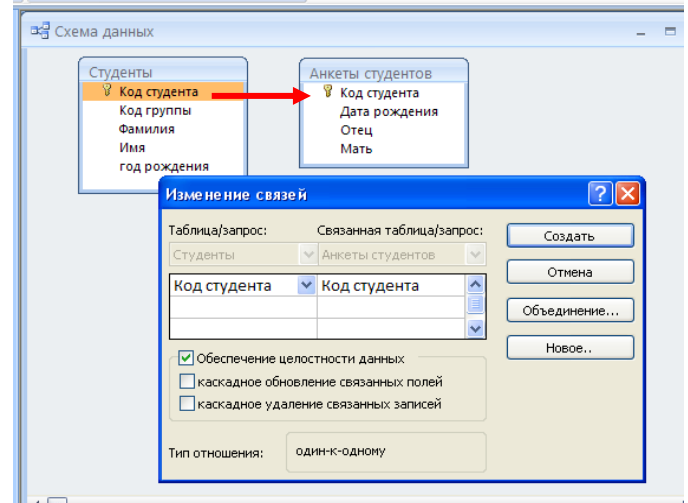 Схема данных
Студенты
Код студента
Код группы
Фамилия
Имя
год рождения
Анкеты студентов
Код студента
Дата рождения
Отец
Мать
Изменение связей
Таблица/запрос: Связанная таблица/запрос:
Студенты Анкеты студентов
Код студента Код студента
Обеспечение целостности данных
каскадное обновление связанных полей
каскадное удаление связанных записей
Тип отношения: один-к-одному
Создать
Отмена
Объединение...
Новое..